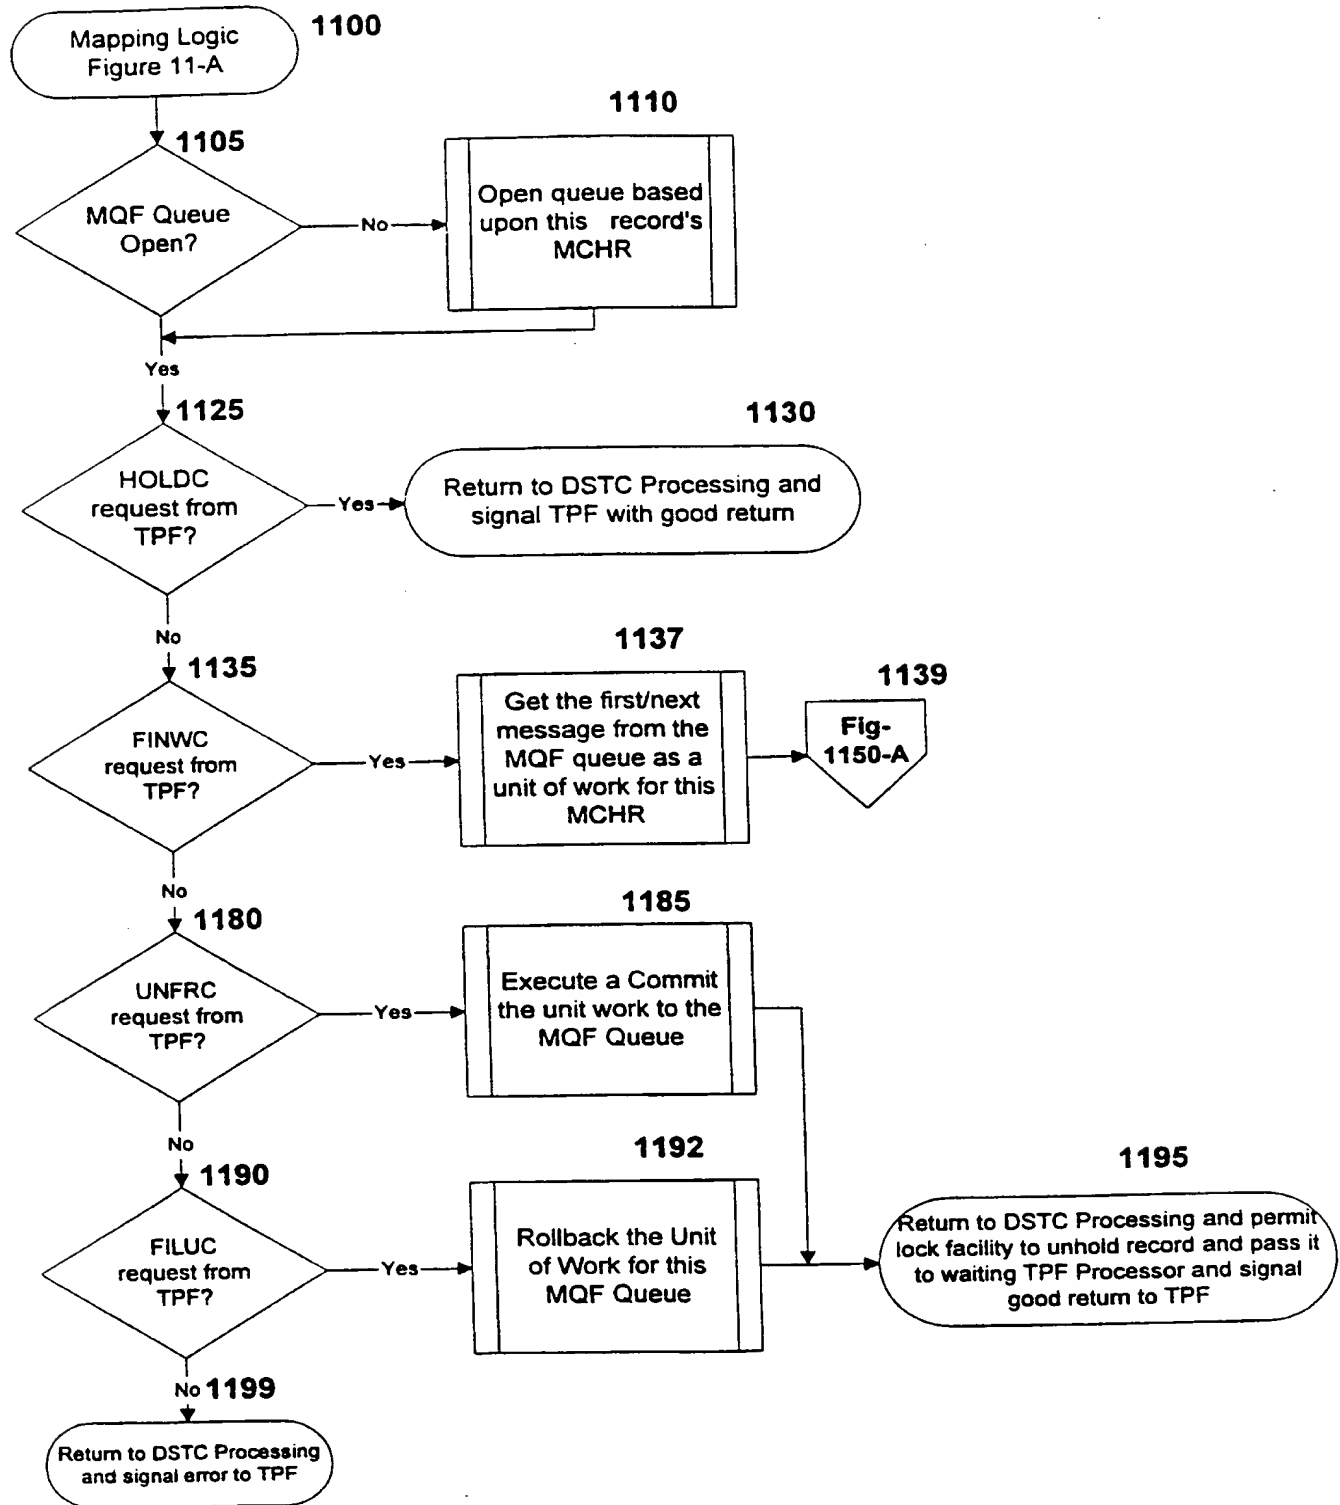 Mapping Logic
Figure 11-A
1100
1105
MQF Queue
Open?
No
1110
Open queue based
upon this record's
MCHR
Yes
1125
HOLDC
request from
TPF?
Yes
1130
Return to DSTC Processing and
signal TPF with good return
No
1135
FINWC
request from
TPF?
Yes
1137
Get the first/next
message from the
MQF queue as a
unit of work for this
MCHR
1139
Fig-
1150-A
No
1180
UNFRC
request from
TPF?
Yes
1185
Execute a Commit
the unit work to the
MQF Queue
No
1190
FILUC
request from
TPF?
Yes
1192
Rollback the Unit
of Work for this
MQF Queue
1195
Return to DSTC Processing and permit
lock facility to unhold record and pass it
to waiting TPF Processor and signal
good return to TPF
No
1199
Return to DSTC Processing
and signal error to TPF